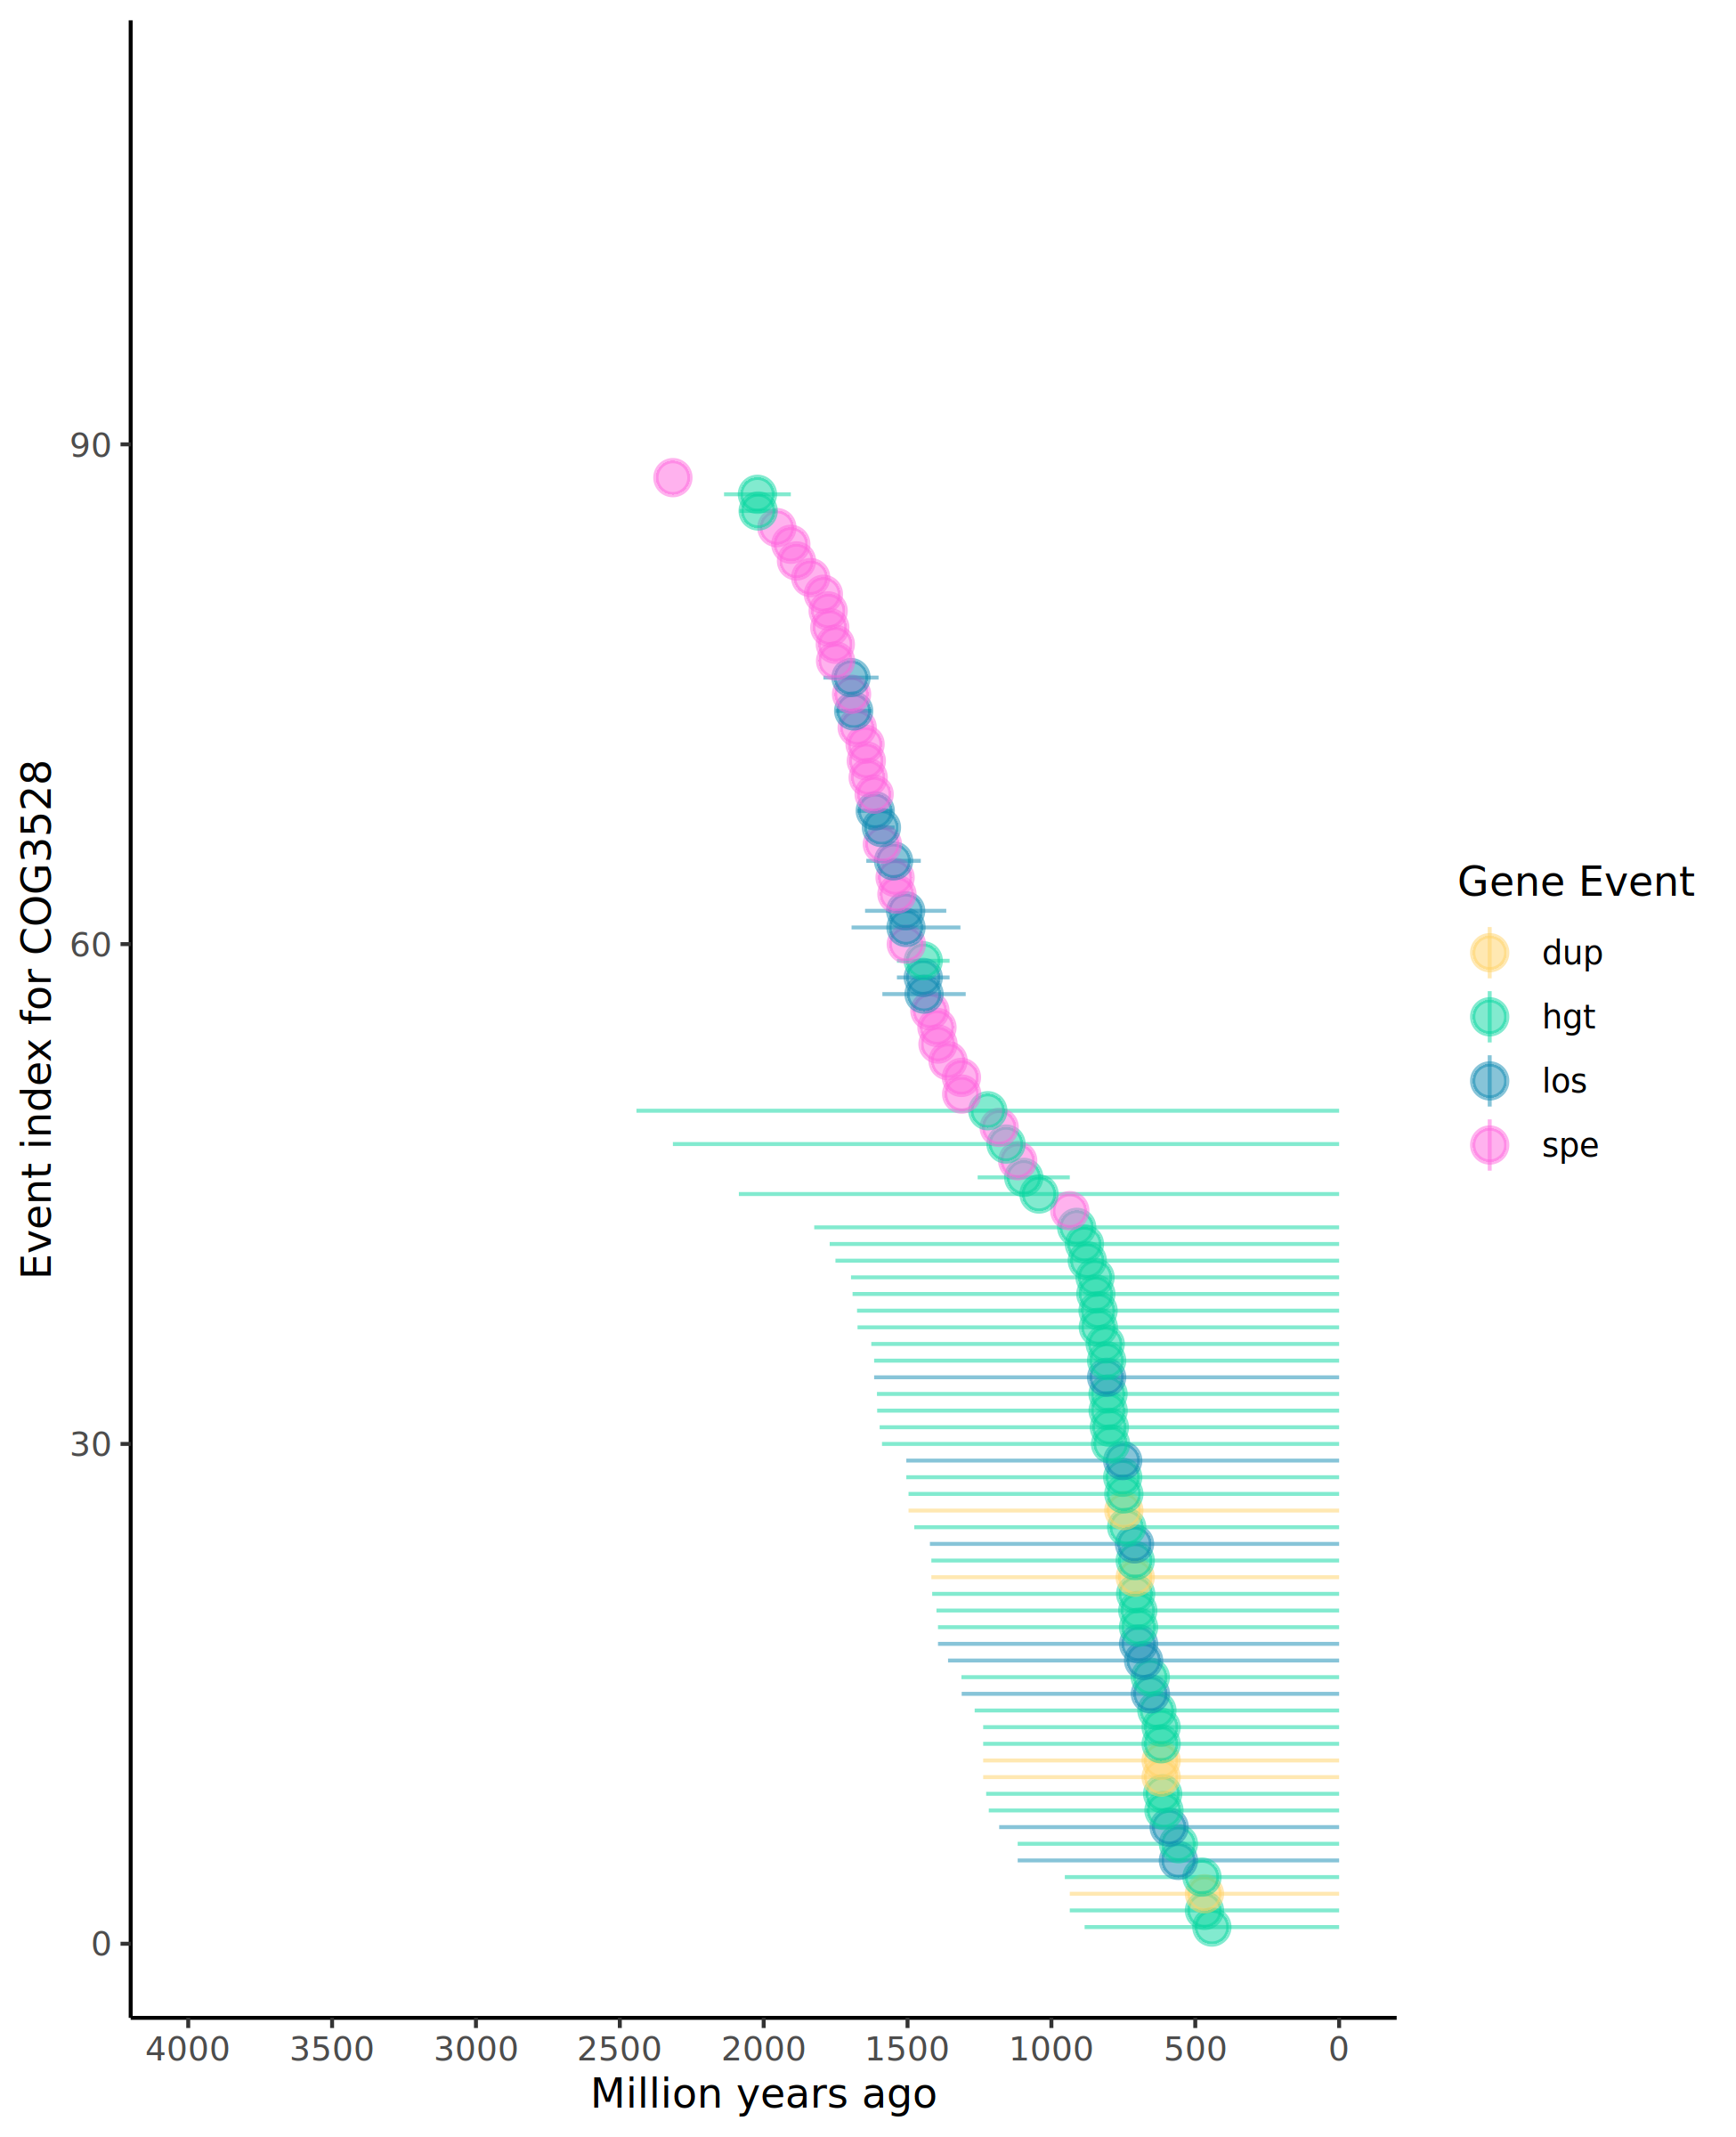 Event index for COG3528
90
60
30
0
4000 3500 3000 2500 2000 1500 1000 500 0
Million years ago
Gene Event
dup
hgt
los
spe